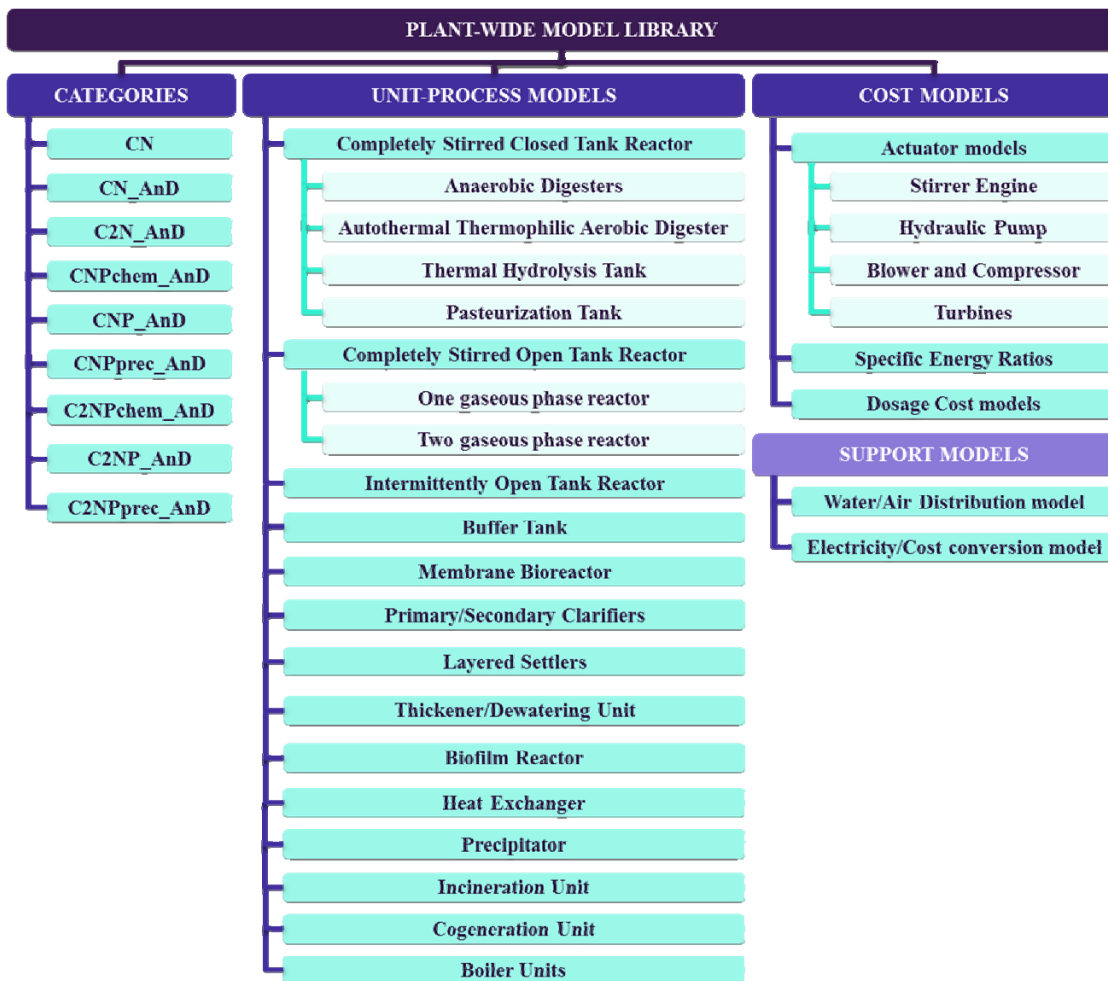 PLANT-WIDE MODEL LIBRARY
CATEGORIES
CN
CN_AnD
C2N_AnD
CNPchem_AnD
CNP_AnD
CNPprec_AnD
C2NPchem_AnD
C2NP_AnD
C2NPprec_AnD
UNIT-PROCESS MODELS
Completely Stirred Closed Tank Reactor
Anaerobic Digesters
Autothermal Thermophilic Aerobic Digester
Thermal Hydrolysis Tank
Pasteurization Tank
Completely Stirred Open Tank Reactor
One gaseous phase reactor
Two gaseous phase reactor
Intermittently Open Tank Reactor
Buffer Tank
Membrane Bioreactor
Primary/Secondary Clarifiers
Layered Settlers
Thickener/Dewatering Unit
Biofilm Reactor
Heat Exchanger
Precipitator
Incineration Unit
Cogeneration Unit
Boiler Units
COST MODELS
Actuator models
Stirrer Engine
Hydraulic Pump
Blower and Compressor
Turbines
Specific Energy Ratios
Dosage Cost models
SUPPORT MODELS
Water/Air Distribution model
Electricity/Cost conversion model